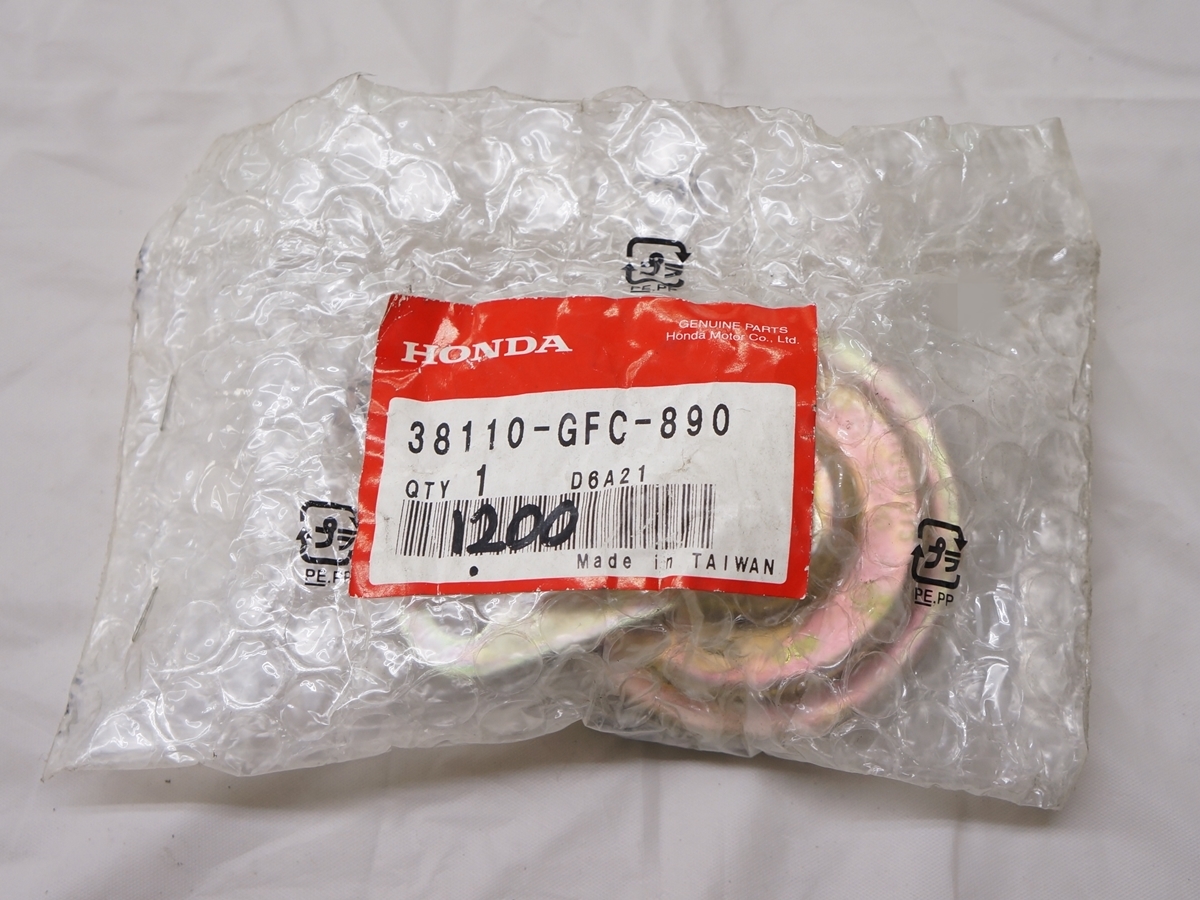 プラ
PE.PP
HONDA
GENUINE PARTS
Honda Motor Co., Ltd.
38110-GFC-890
QTY 1 D6A21
1200
Made in TAIWAN
プラ
PE.PP
プラ
PE.PP